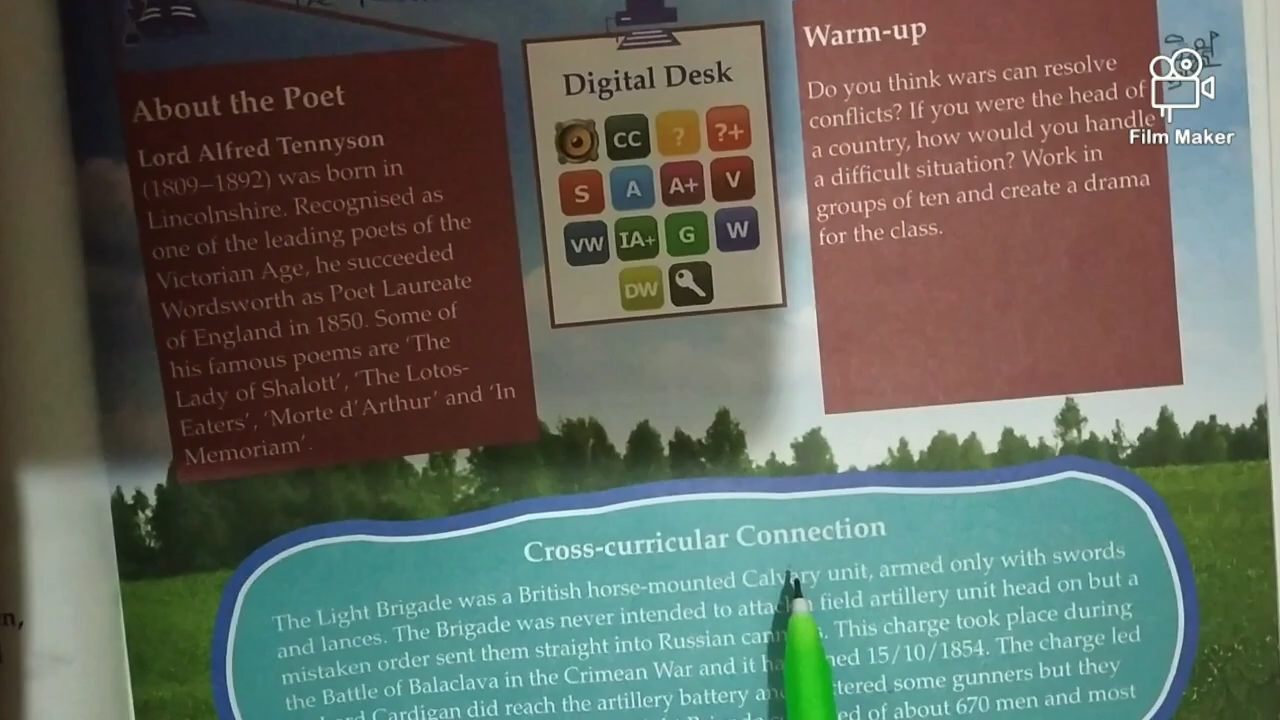 About the Poet
Lord Alfred Tennyson
(1809–1892) was born in
Lincolnshire. Recognised as
one of the leading poets of the
Victorian Age, he succeeded
Wordsworth as Poet Laureate
of England in 1850. Some of
his famous poems are 'The
Lady of Shalott', 'The Lotos-
Eaters', 'Morte d'Arthur' and 'In
Memoriam'.
Digital Desk
CC ? ?+
S A A+ V
VW IA+ G W
DW
Warm-up
Do you think wars can resolve
conflicts? If you were the head of
a country, how would you handle
a difficult situation? Work in
groups of ten and create a drama
for the class.
Film Maker
Cross-curricular Connection
The Light Brigade was a British horse-mounted Calvary unit, armed only with swords
and lances. The Brigade was never intended to attack field artillery unit head on but a
mistaken order sent them straight into Russian This charge took place during
the Battle of Balaclava in the Crimean War and it 15/10/1854. The charge led
Cardigan did reach the artillery battery some gunners but they
of about 670 men and most